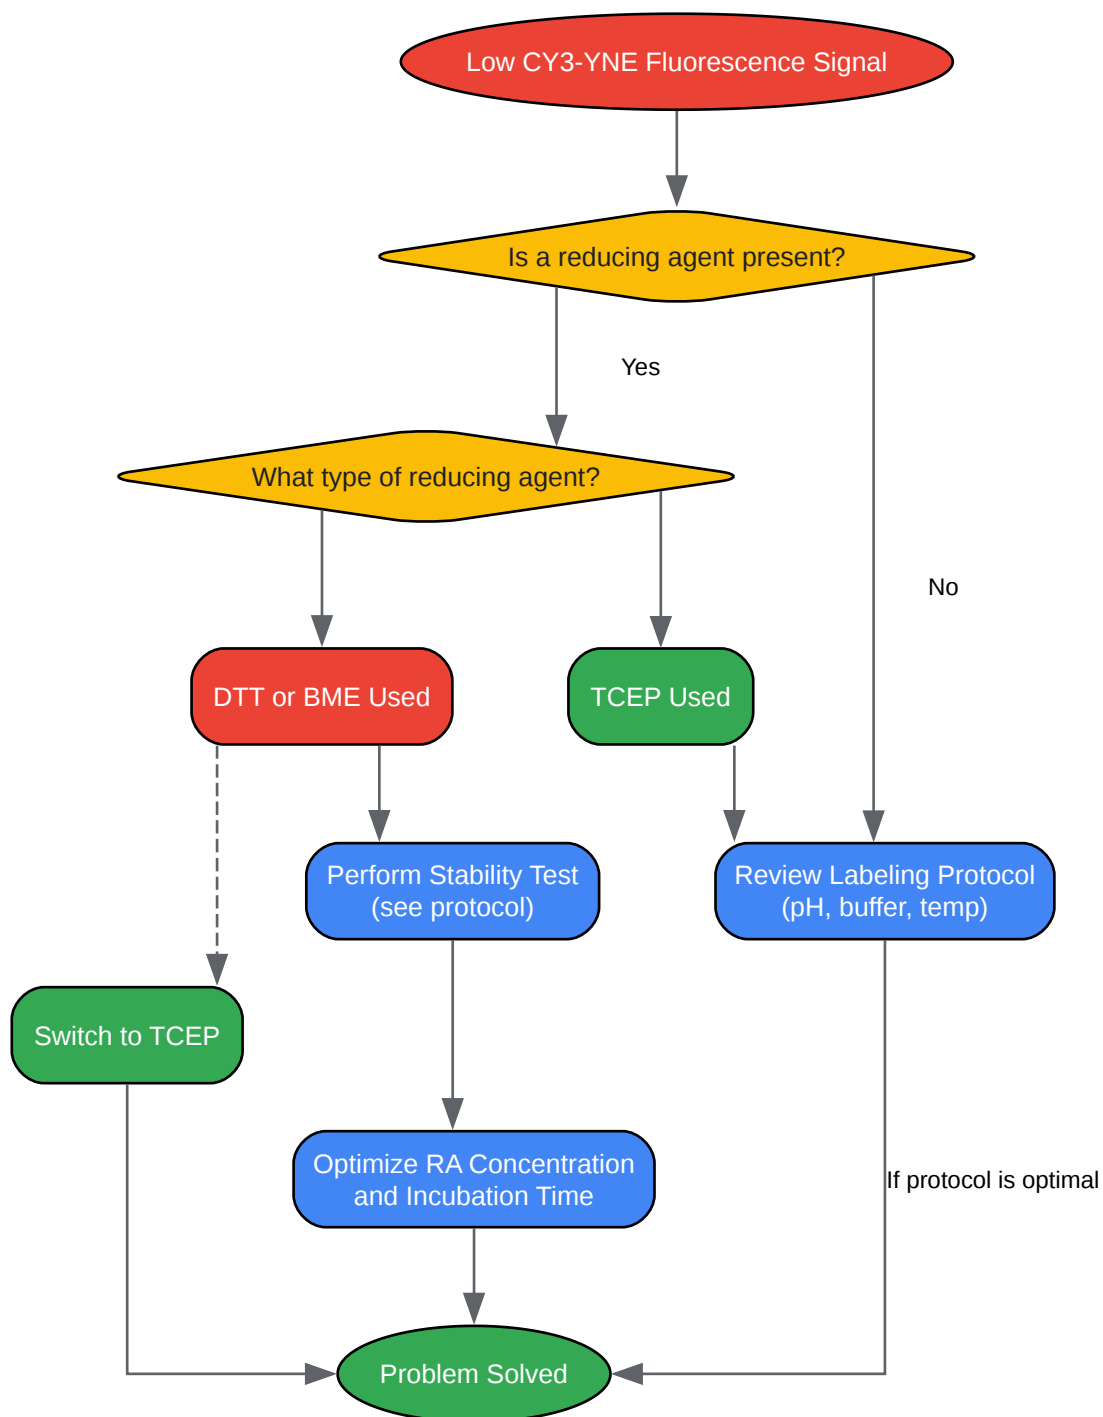 Low CY3-YNE Fluorescence Signal
Is a reducing agent present?
Yes
What type of reducing agent?
No
DTT or BME Used
TCEP Used
Perform Stability Test
(see protocol)
Review Labeling Protocol
(pH, buffer, temp)
Switch to TCEP
Optimize RA Concentration
and Incubation Time
If protocol is optimal
Problem Solved